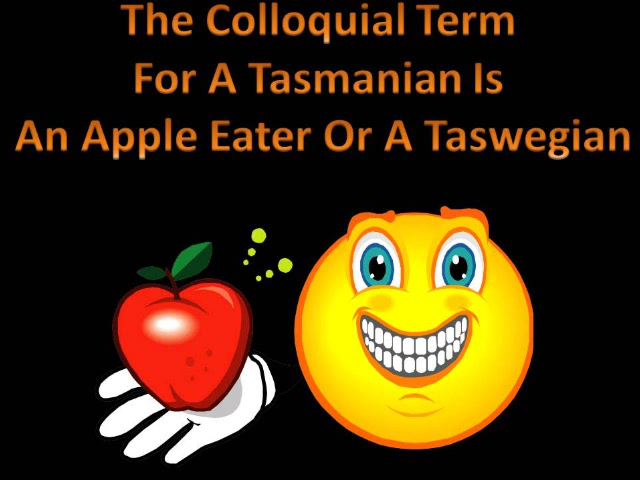 The Colloquial Term
For A Tasmanian Is
An Apple Eater Or A Taswegian